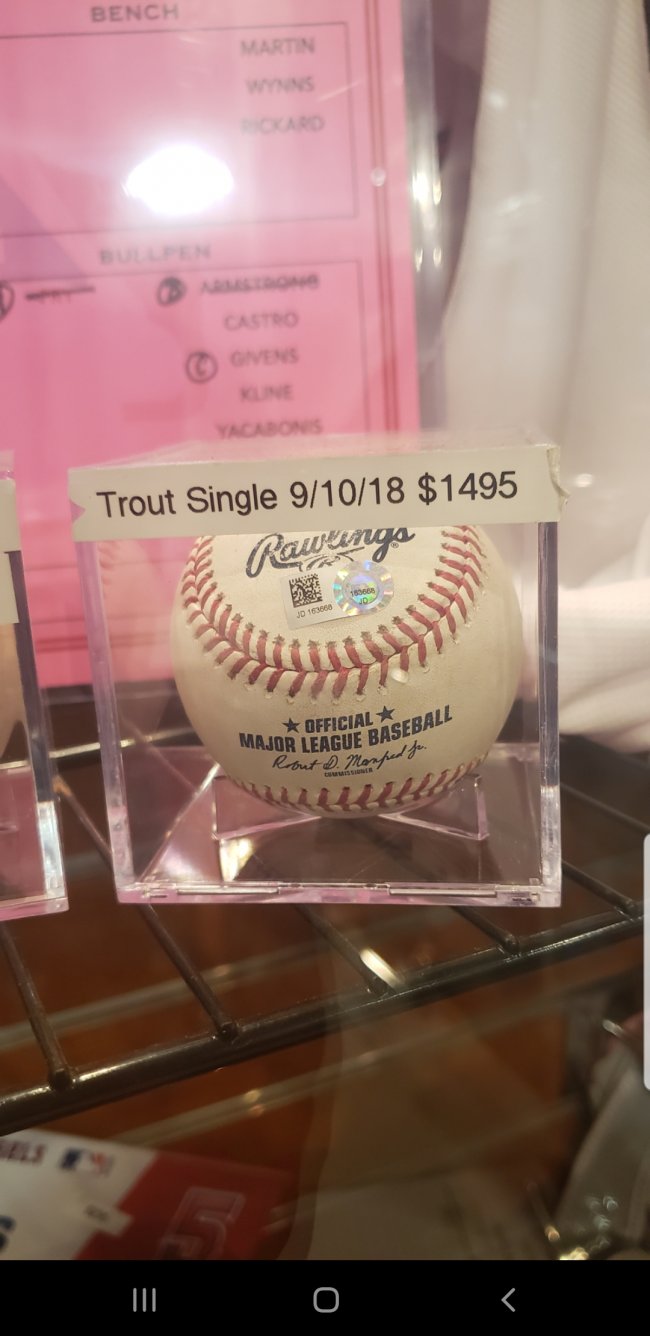 BENCH
MARTIN
WYNNS
RICKARD
BULLPEN
ARMSTRONG
CASTRO
C GIVENS
KLINE
YACABONIS
Trout Single 9/10/18 $1495
Rawlings®
163668
JD
JD 163668
★ OFFICIAL ★
MAJOR LEAGUE BASEBALL
Robert D. Manfred Jr.
COMMISSIONER
5